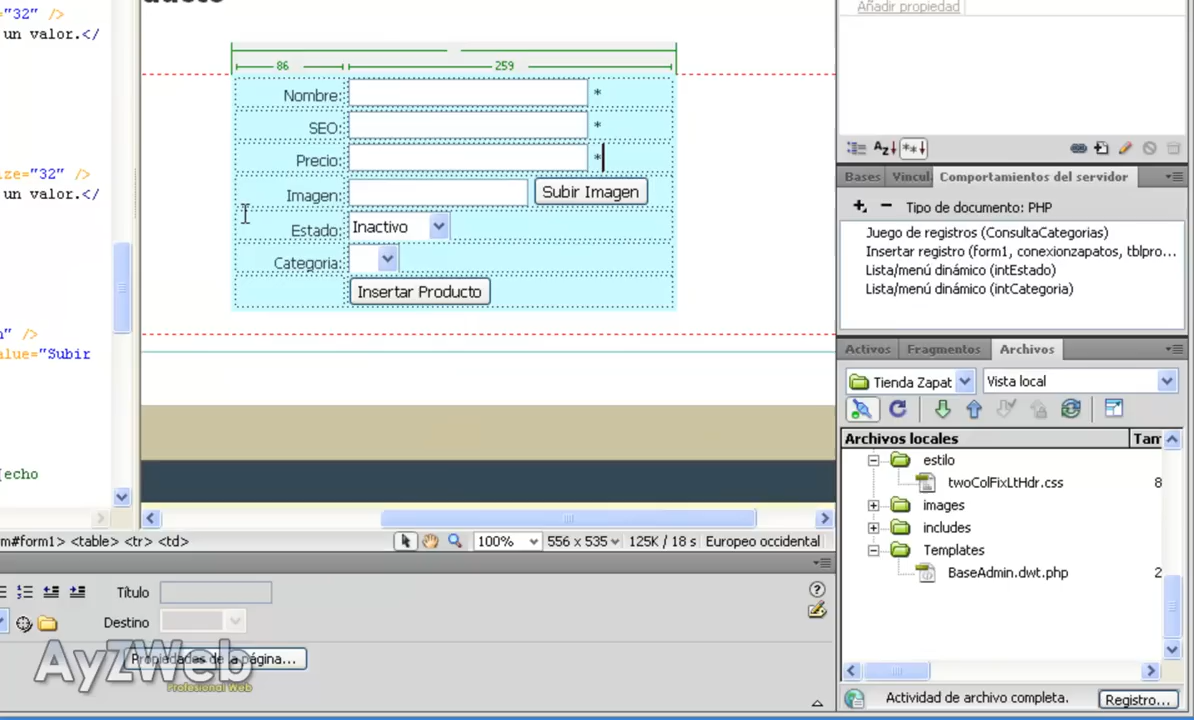 ="32" />
un valor.</
ize="32" />
un valor.</
n" />
alue="Subir
[echo
ducto
86
259
Nombre: *
SEO: *
Precio: *
Imagen: Subir Imagen
Estado: Inactivo
Categoria:
Insertar Producto
m#form1> <table> <tr> <td>
100%
556 x 535
125K / 18 s
Europeo occidental
Título
Destino
Propiedades de la página...
AyZWeb
Profesional Web
Añadir propiedad
Bases
Vincul
Comportamientos del servidor
Tipo de documento: PHP
Juego de registros (ConsultaCategorias)
Insertar registro (form1, conexionzapatos, tblpro...
Lista/menú dinámico (intEstado)
Lista/menú dinámico (intCategoria)
Activos
Fragmentos
Archivos
Tienda Zapat
Vista local
Archivos locales
Tam
estilo
twoColFixLtHdr.css 8
images
includes
Templates
BaseAdmin.dwt.php 2
Actividad de archivo completa.
Registro...